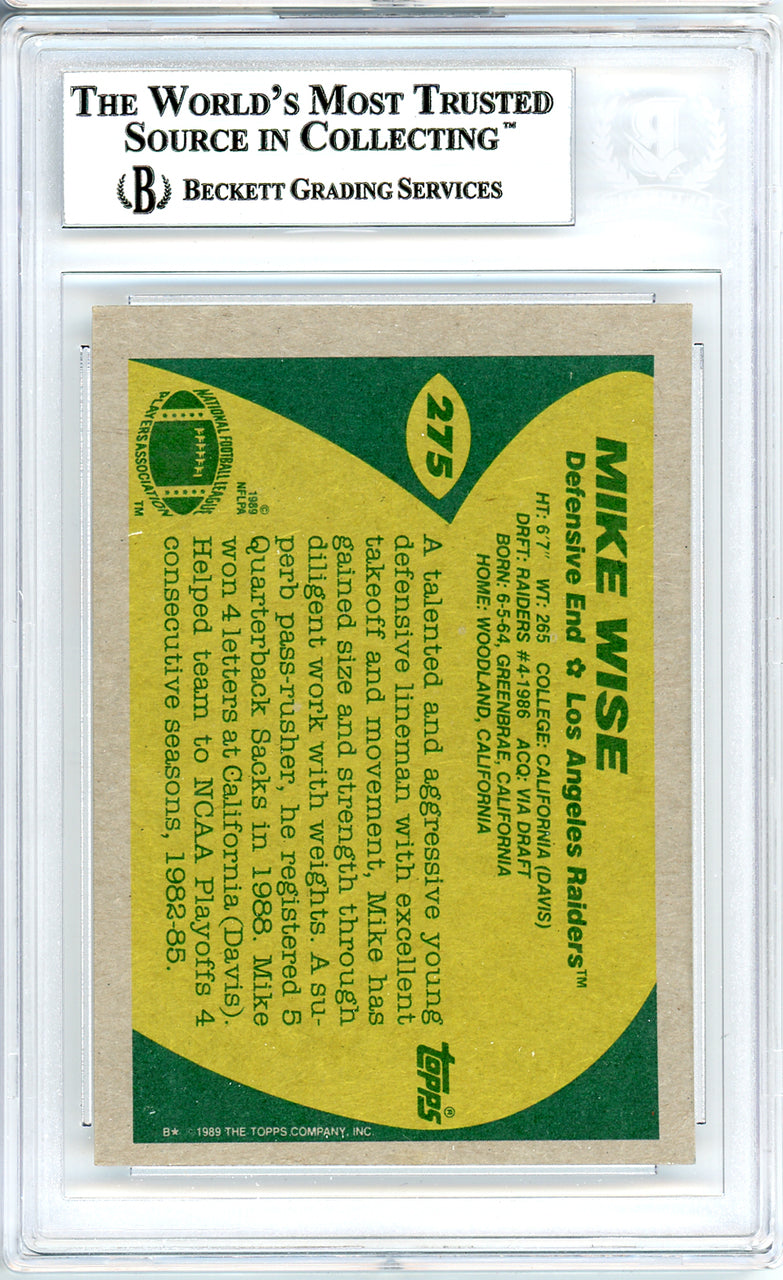 THE WORLD'S MOST TRUSTED
SOURCE IN COLLECTING™
B BECKETT GRADING SERVICES
275
MIKE WISE
Defensive End ✿ Los Angeles Raiders™
HT: 6'7" WT: 265 COLLEGE: CALIFORNIA (DAVIS)
DRFT: RAIDERS #4-1986 ACQ: VIA DRAFT
BORN: 6-5-64, GREENBRAE, CALIFORNIA
HOME: WOODLAND, CALIFORNIA
A talented and aggressive young
defensive lineman with excellent
takeoff and movement, Mike has
gained size and strength through
diligent work with weights. A su-
perb pass-rusher, he registered 5
Quarterback Sacks in 1988. Mike
won 4 letters at California (Davis).
Helped team to NCAA Playoffs 4
consecutive seasons, 1982-85.
NATIONAL FOOTBALL LEAGUE
PLAYERS ASSOCIATION
TM
©
1989
NFLPA
TOPPS®
B* ©1989 THE TOPPS COMPANY, INC.